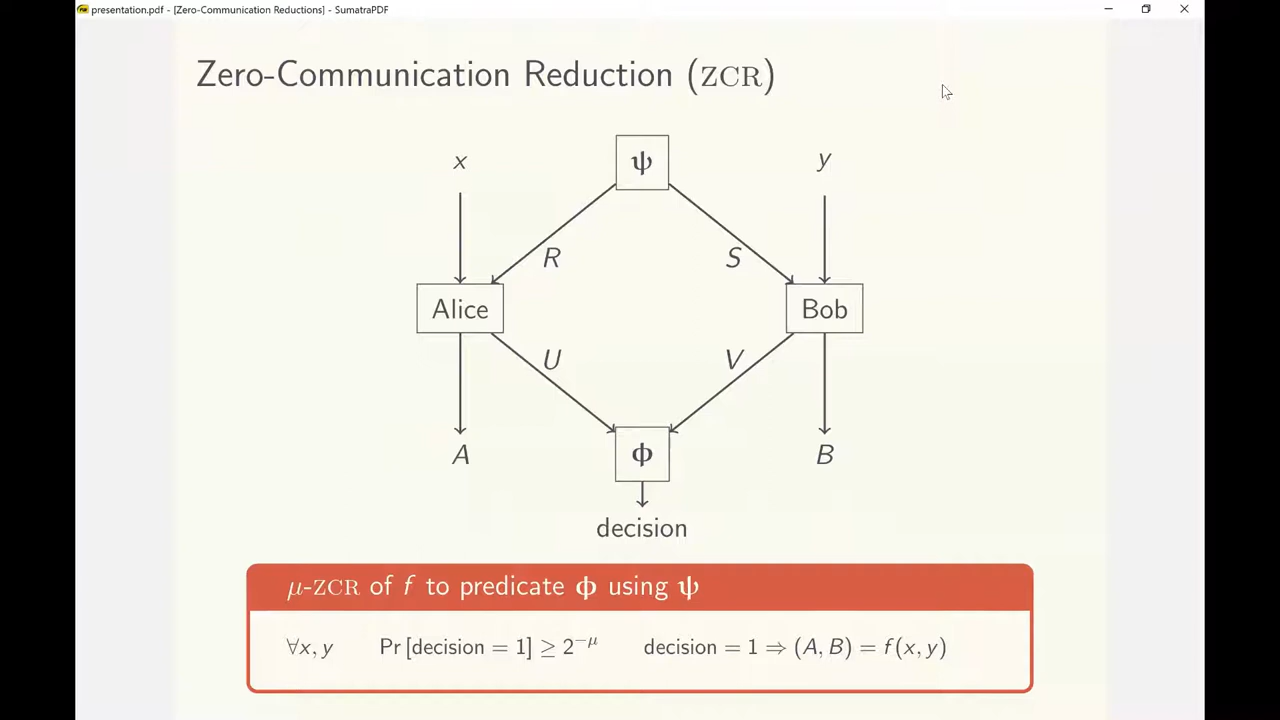 presentation.pdf - [Zero-Communication Reductions] - SumatraPDF
Zero-Communication Reduction (ZCR)
x ψ y
R S
Alice Bob
U V
A ϕ B
decision
μ-ZCR of f to predicate ϕ using ψ
∀x, y Pr [decision = 1] ≥ 2^{−μ} decision = 1 ⇒ (A, B) = f(x, y)